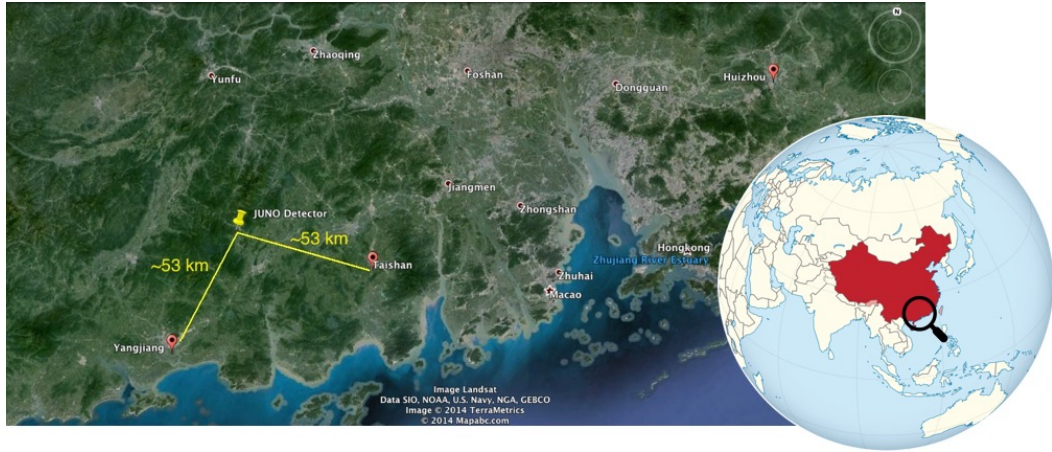 N
Zhaoqing
Yunfu
Foshan
Huizhou
Dongguan
Jiangmen
JUNO Detector
Zhongshan
~53 km
Hongkong
~53 km
Taishan
Zhujiang River Estuary
Zhuhai
Macao
Yangjiang
Image Landsat
Data SIO, NOAA, U.S. Navy, NGA, GEBCO
Image © 2014 TerraMetrics
© 2014 Mapabc.com